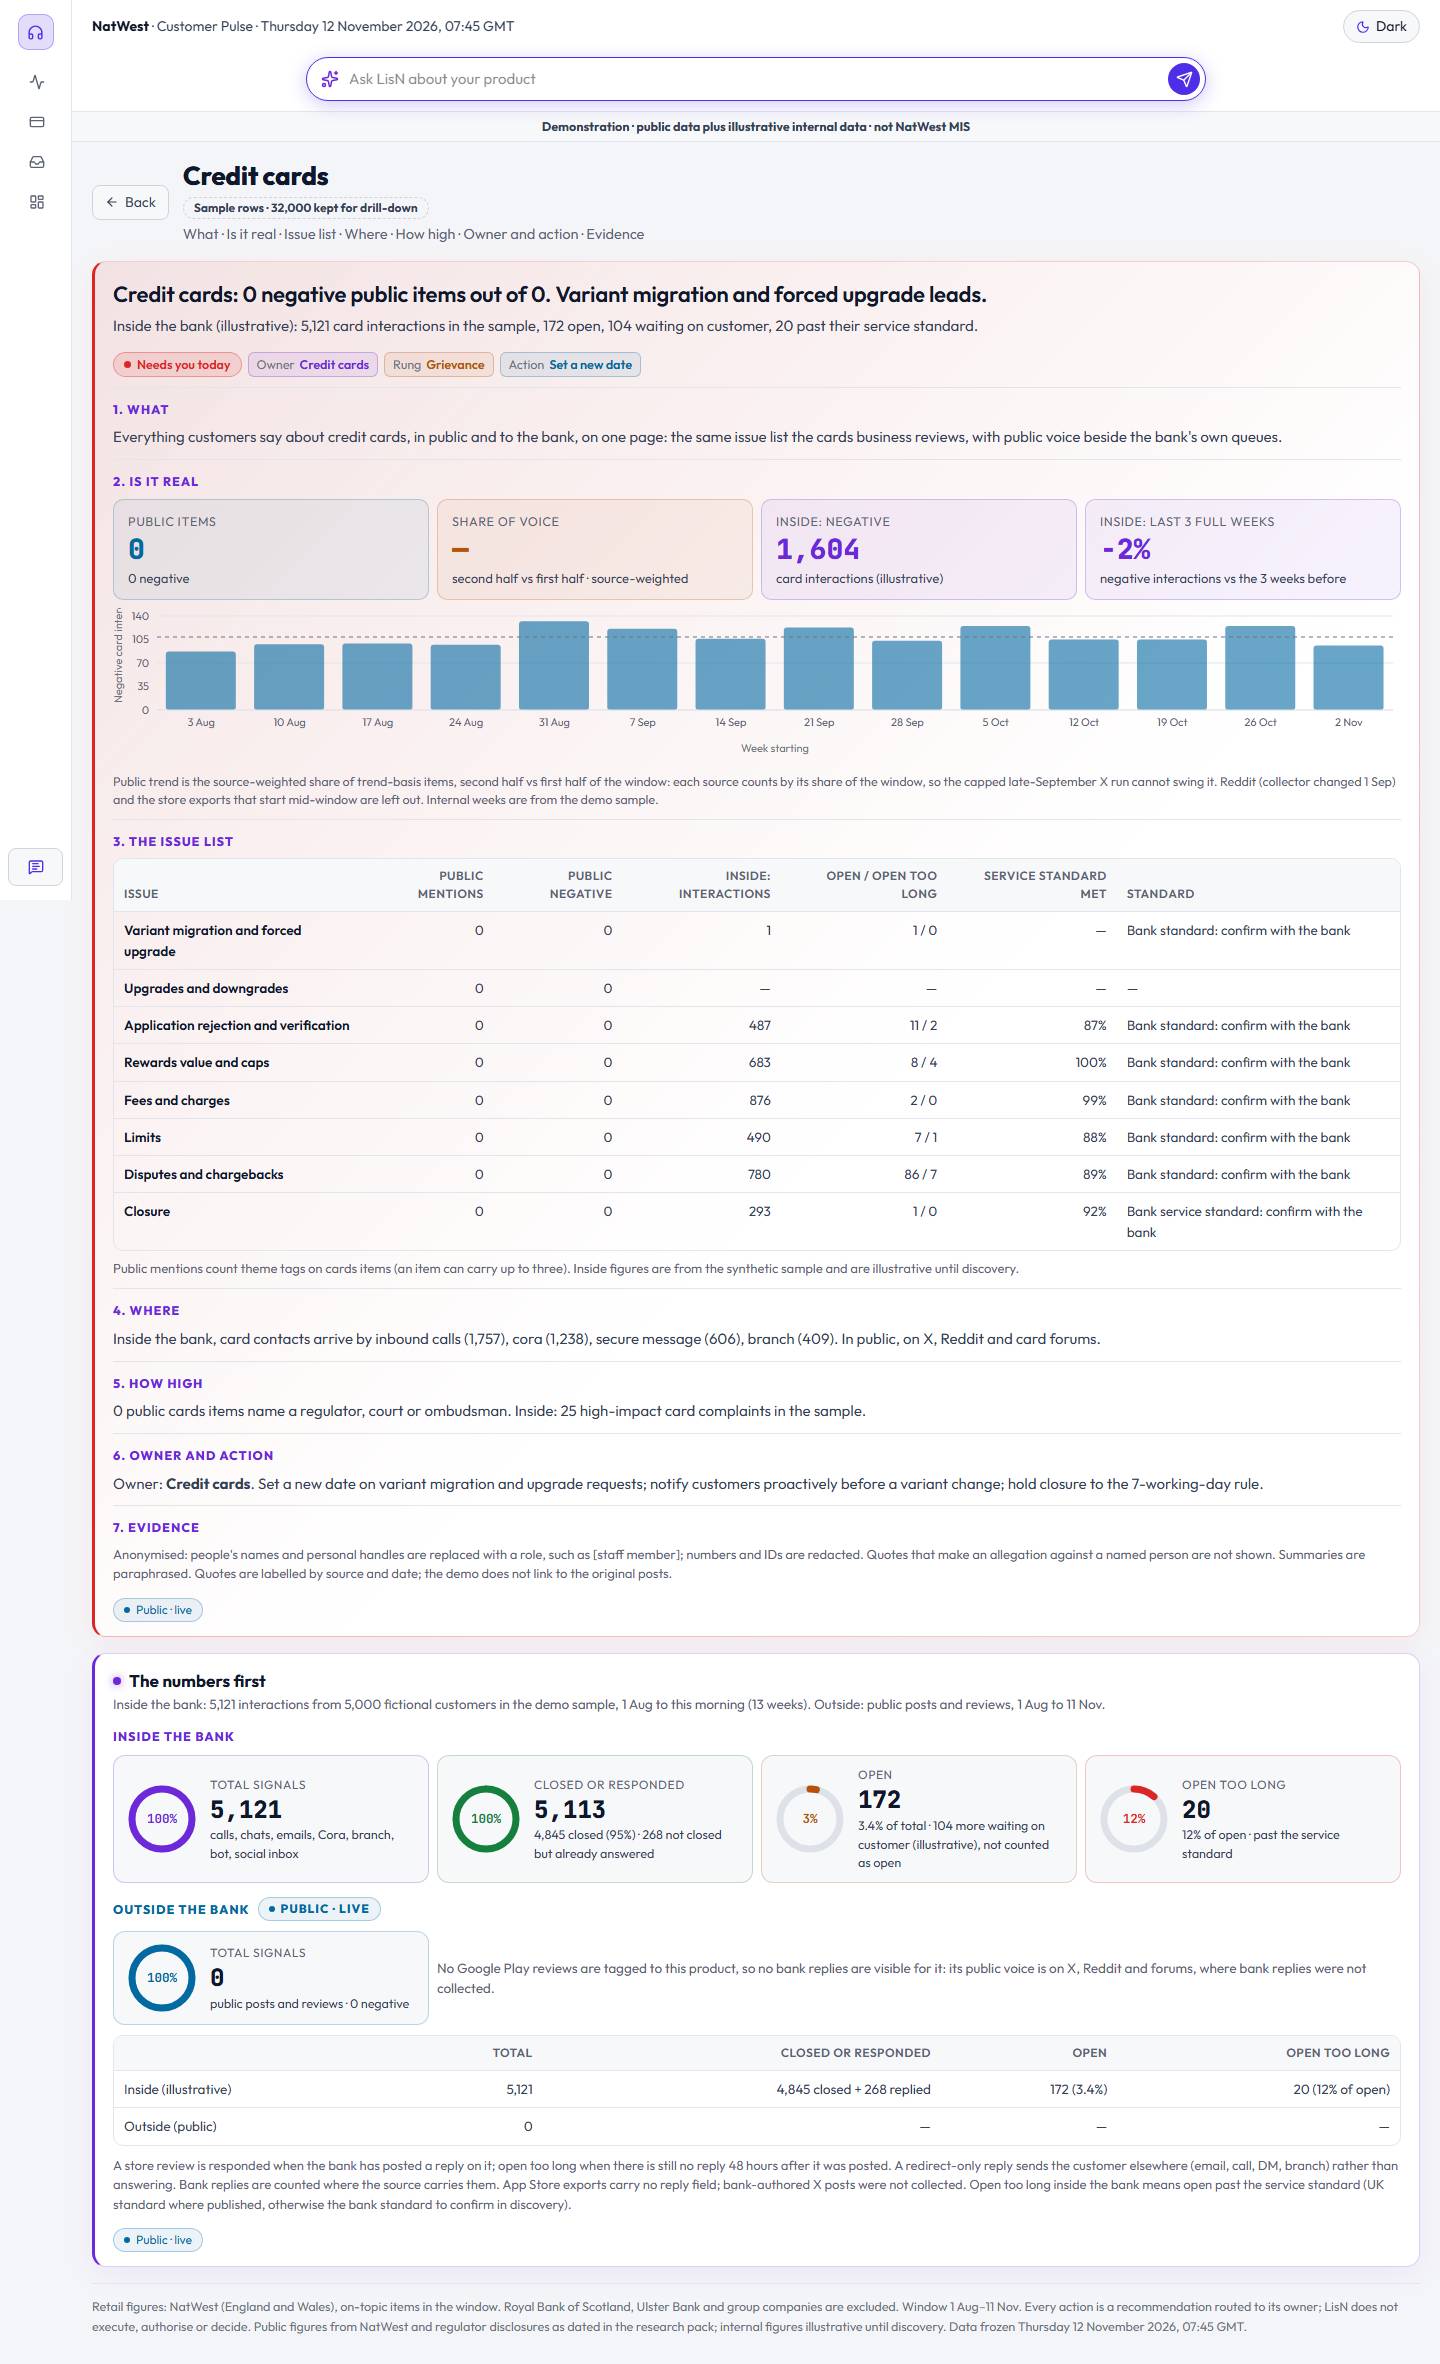 NatWest · Customer Pulse · Thursday 12 November 2026, 07:45 GMT
Dark
Ask LisN about your product
Demonstration · public data plus illustrative internal data · not NatWest MIS
Back
Credit cards
Sample rows · 32,000 kept for drill-down
What · Is it real · Issue list · Where · How high · Owner and action · Evidence
Credit cards: 0 negative public items out of 0. Variant migration and forced upgrade leads.
Inside the bank (illustrative): 5,121 card interactions in the sample, 172 open, 104 waiting on customer, 20 past their service standard.
Needs you today
Owner Credit cards
Rung Grievance
Action Set a new date
1. WHAT
Everything customers say about credit cards, in public and to the bank, on one page: the same issue list the cards business reviews, with public voice beside the bank's own queues.
2. IS IT REAL
PUBLIC ITEMS
0
0 negative
SHARE OF VOICE
—
second half vs first half · source-weighted
INSIDE: NEGATIVE
1,604
card interactions (illustrative)
INSIDE: LAST 3 FULL WEEKS
-2%
negative interactions vs the 3 weeks before
Negative card inter
140
105
70
35
0
3 Aug 10 Aug 17 Aug 24 Aug 31 Aug 7 Sep 14 Sep 21 Sep 28 Sep 5 Oct 12 Oct 19 Oct 26 Oct 2 Nov
Week starting
Public trend is the source-weighted share of trend-basis items, second half vs first half of the window: each source counts by its share of the window, so the capped late-September X run cannot swing it. Reddit (collector changed 1 Sep)
and the store exports that start mid-window are left out. Internal weeks are from the demo sample.
3. THE ISSUE LIST
ISSUE PUBLIC MENTIONS PUBLIC NEGATIVE INSIDE: INTERACTIONS OPEN / OPEN TOO LONG SERVICE STANDARD MET STANDARD
Variant migration and forced upgrade 0 0 1 1 / 0 — Bank standard: confirm with the bank
Upgrades and downgrades 0 0 — — — —
Application rejection and verification 0 0 487 11 / 2 87% Bank standard: confirm with the bank
Rewards value and caps 0 0 683 8 / 4 100% Bank standard: confirm with the bank
Fees and charges 0 0 876 2 / 0 99% Bank standard: confirm with the bank
Limits 0 0 490 7 / 1 88% Bank standard: confirm with the bank
Disputes and chargebacks 0 0 780 86 / 7 89% Bank standard: confirm with the bank
Closure 0 0 293 1 / 0 92% Bank service standard: confirm with the bank
Public mentions count theme tags on cards items (an item can carry up to three). Inside figures are from the synthetic sample and are illustrative until discovery.
4. WHERE
Inside the bank, card contacts arrive by inbound calls (1,757), cora (1,238), secure message (606), branch (409). In public, on X, Reddit and card forums.
5. HOW HIGH
0 public cards items name a regulator, court or ombudsman. Inside: 25 high-impact card complaints in the sample.
6. OWNER AND ACTION
Owner: Credit cards. Set a new date on variant migration and upgrade requests; notify customers proactively before a variant change; hold closure to the 7-working-day rule.
7. EVIDENCE
Anonymised: people's names and personal handles are replaced with a role, such as [staff member]; numbers and IDs are redacted. Quotes that make an allegation against a named person are not shown. Summaries are
paraphrased. Quotes are labelled by source and date; the demo does not link to the original posts.
Public · live
The numbers first
Inside the bank: 5,121 interactions from 5,000 fictional customers in the demo sample, 1 Aug to this morning (13 weeks). Outside: public posts and reviews, 1 Aug to 11 Nov.
INSIDE THE BANK
100%
TOTAL SIGNALS
5,121
calls, chats, emails, Cora, branch,
bot, social inbox
100%
CLOSED OR RESPONDED
5,113
4,845 closed (95%) · 268 not closed
but already answered
3%
OPEN
172
3.4% of total · 104 more waiting on
customer (illustrative), not counted
as open
12%
OPEN TOO LONG
20
12% of open · past the service
standard
OUTSIDE THE BANK
PUBLIC · LIVE
100%
TOTAL SIGNALS
0
public posts and reviews · 0 negative
No Google Play reviews are tagged to this product, so no bank replies are visible for it: its public voice is on X, Reddit and forums, where bank replies were not
collected.
TOTAL CLOSED OR RESPONDED OPEN OPEN TOO LONG
Inside (illustrative) 5,121 4,845 closed + 268 replied 172 (3.4%) 20 (12% of open)
Outside (public) 0 — — —
A store review is responded when the bank has posted a reply on it; open too long when there is still no reply 48 hours after it was posted. A redirect-only reply sends the customer elsewhere (email, call, DM, branch) rather than
answering. Bank replies are counted where the source carries them. App Store exports carry no reply field; bank-authored X posts were not collected. Open too long inside the bank means open past the service standard (UK
standard where published, otherwise the bank standard to confirm in discovery).
Public · live
Retail figures: NatWest (England and Wales), on-topic items in the window. Royal Bank of Scotland, Ulster Bank and group companies are excluded. Window 1 Aug–11 Nov. Every action is a recommendation routed to its owner; LisN does not
execute, authorise or decide. Public figures from NatWest and regulator disclosures as dated in the research pack; internal figures illustrative until discovery. Data frozen Thursday 12 November 2026, 07:45 GMT.